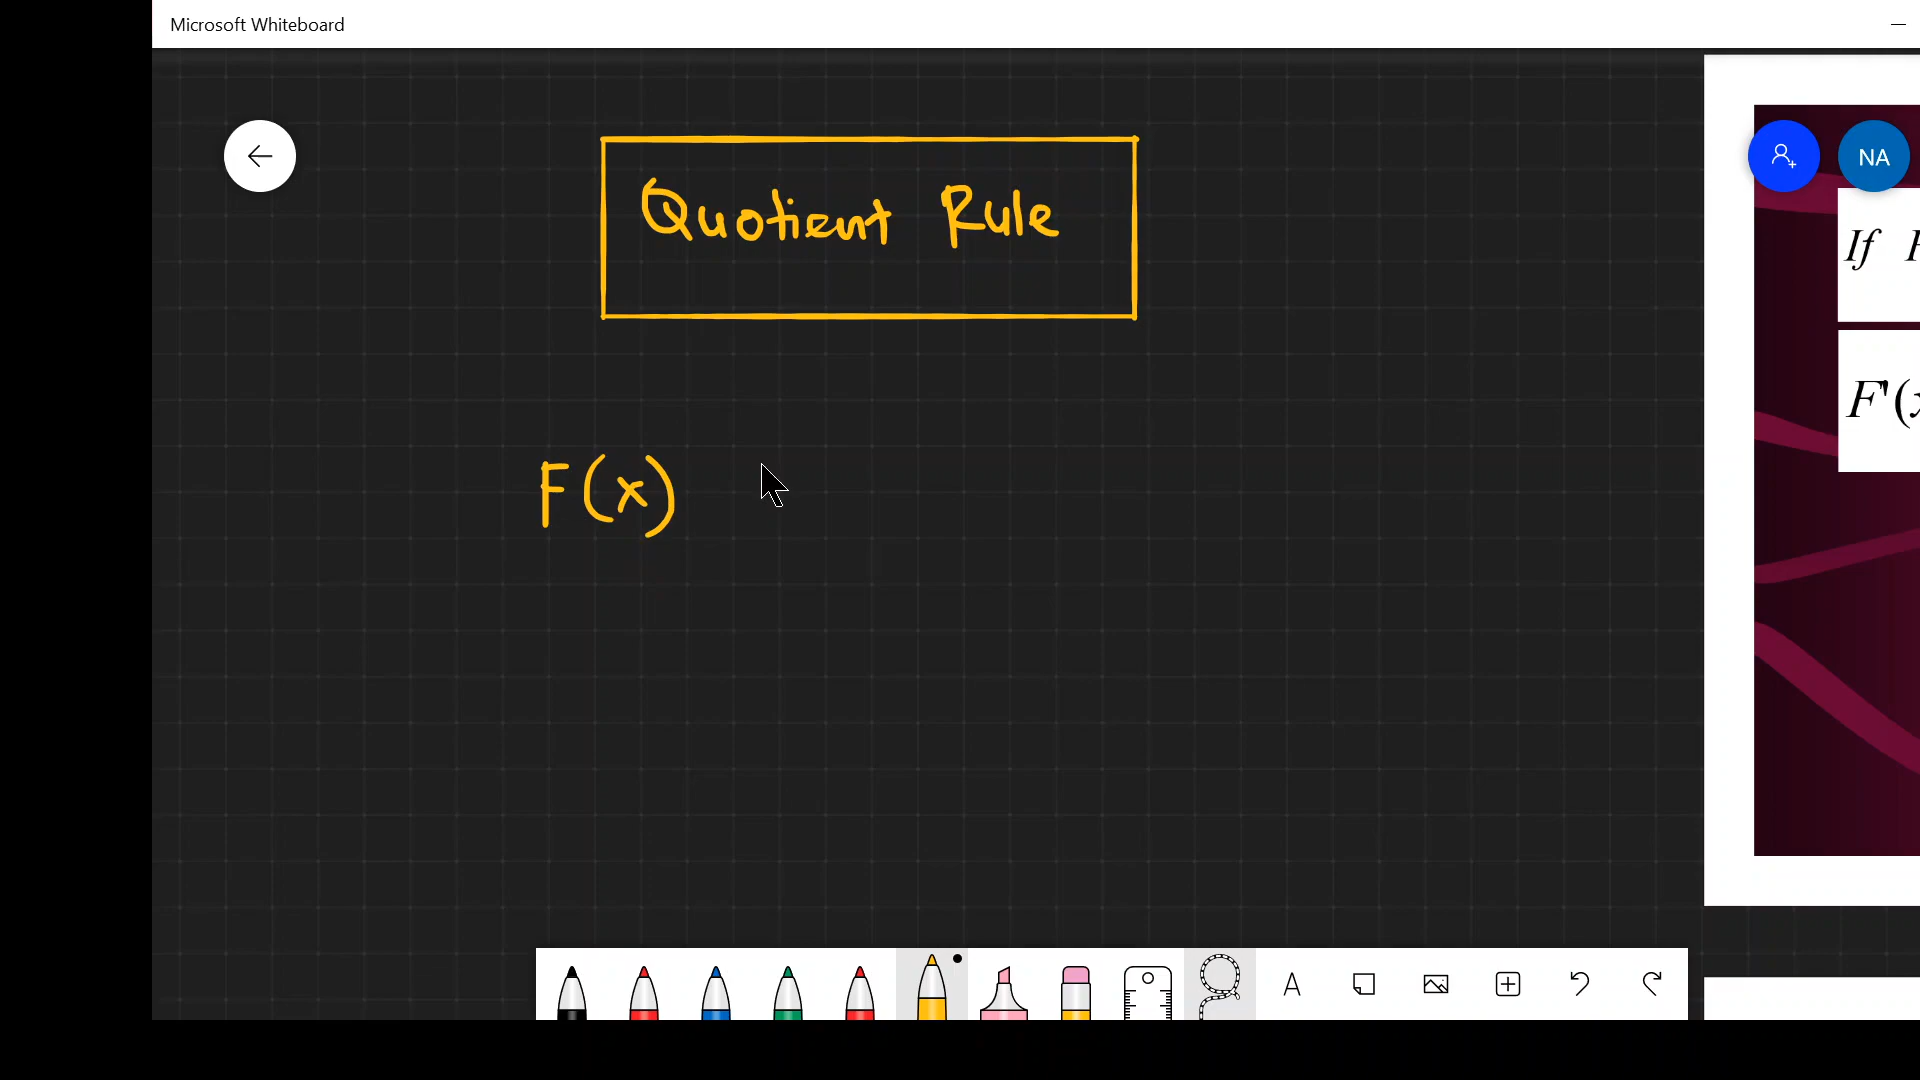 Microsoft Whiteboard
NA
Quotient Rule
If
F'(x
F(x)
A